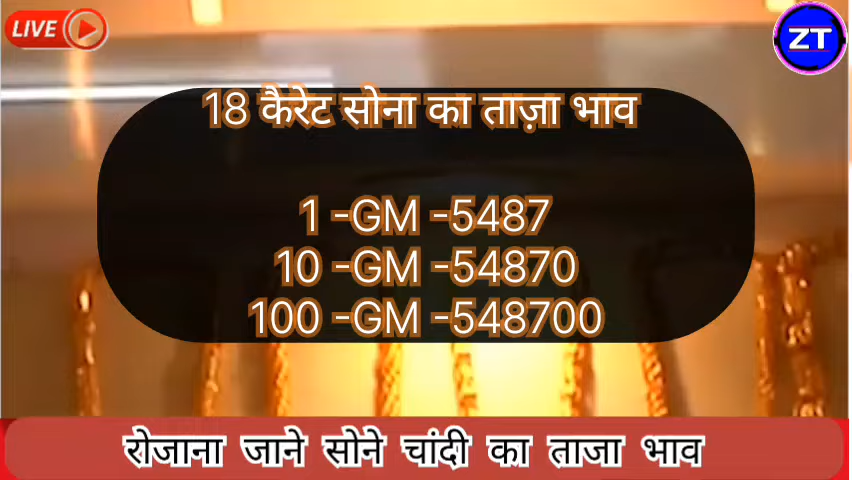 LIVE
ZT
18 कैरेट सोना का ताज़ा भाव
1 -GM -5487
10 -GM -54870
100 -GM -548700
रोजाना जाने सोने चांदी का ताजा भाव